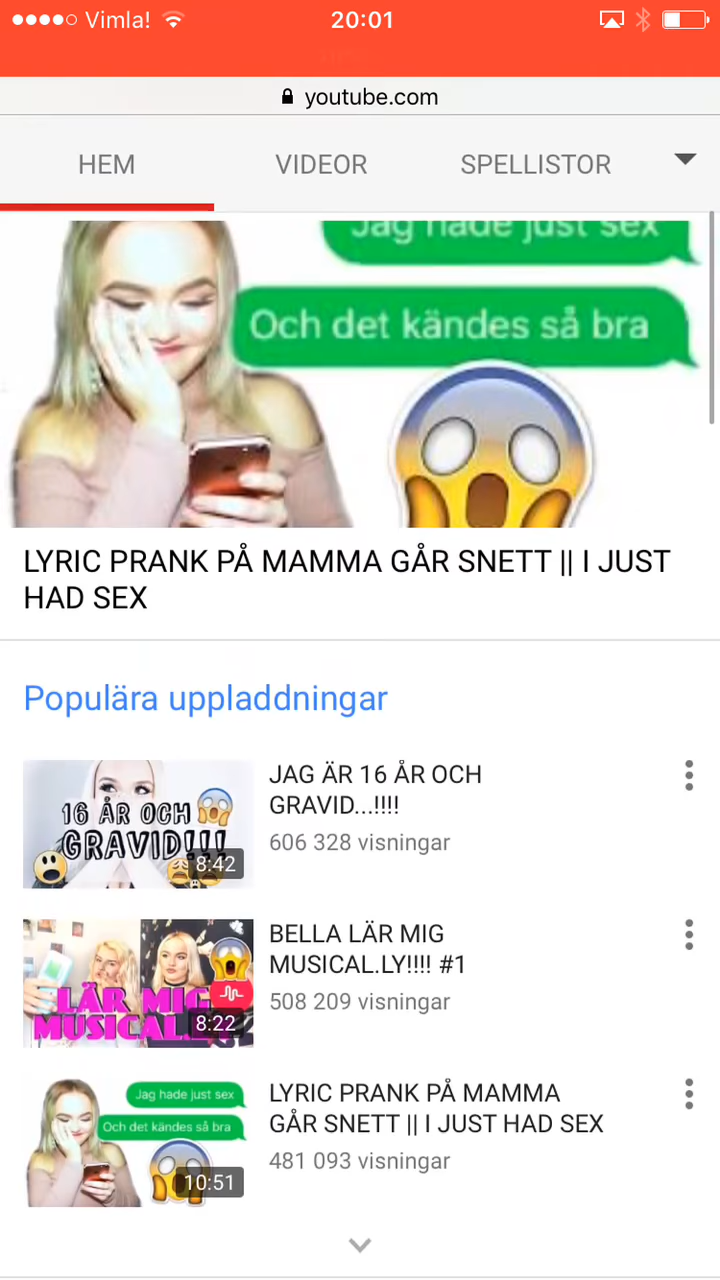 Vimla!
20:01
youtube.com
HEM
VIDEOR
SPELLISTOR
Jag hade just sex
Och det kändes så bra
LYRIC PRANK PÅ MAMMA GÅR SNETT || I JUST
HAD SEX
Populära uppladdningar
16 ÅR OCH
GRAVID!!!
8:42
JAG ÄR 16 ÅR OCH
GRAVID...!!!!
606 328 visningar
LÄR MIG
MUSICAL.
8:22
BELLA LÄR MIG
MUSICAL.LY!!!! #1
508 209 visningar
Jag hade just sex
Och det kändes så bra
10:51
LYRIC PRANK PÅ MAMMA
GÅR SNETT || I JUST HAD SEX
481 093 visningar